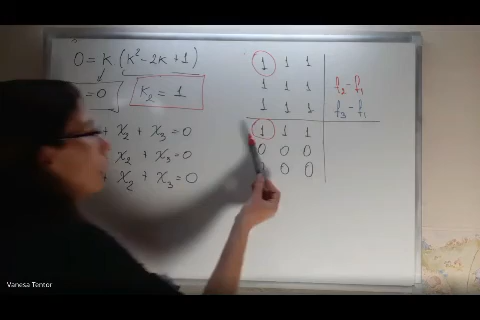 0 = K (K² - 2K + 1)
= 0 K₂ = 1
+ x₂ + x₃ = 0
x₂ + x₃ = 0
+ x₂ + x₃ = 0
1 1 1
1 1 1 f₂ - f₁
1 1 1 f₃ - f₁
1 1 1
0 0 0
0 0
Vanesa Tentor